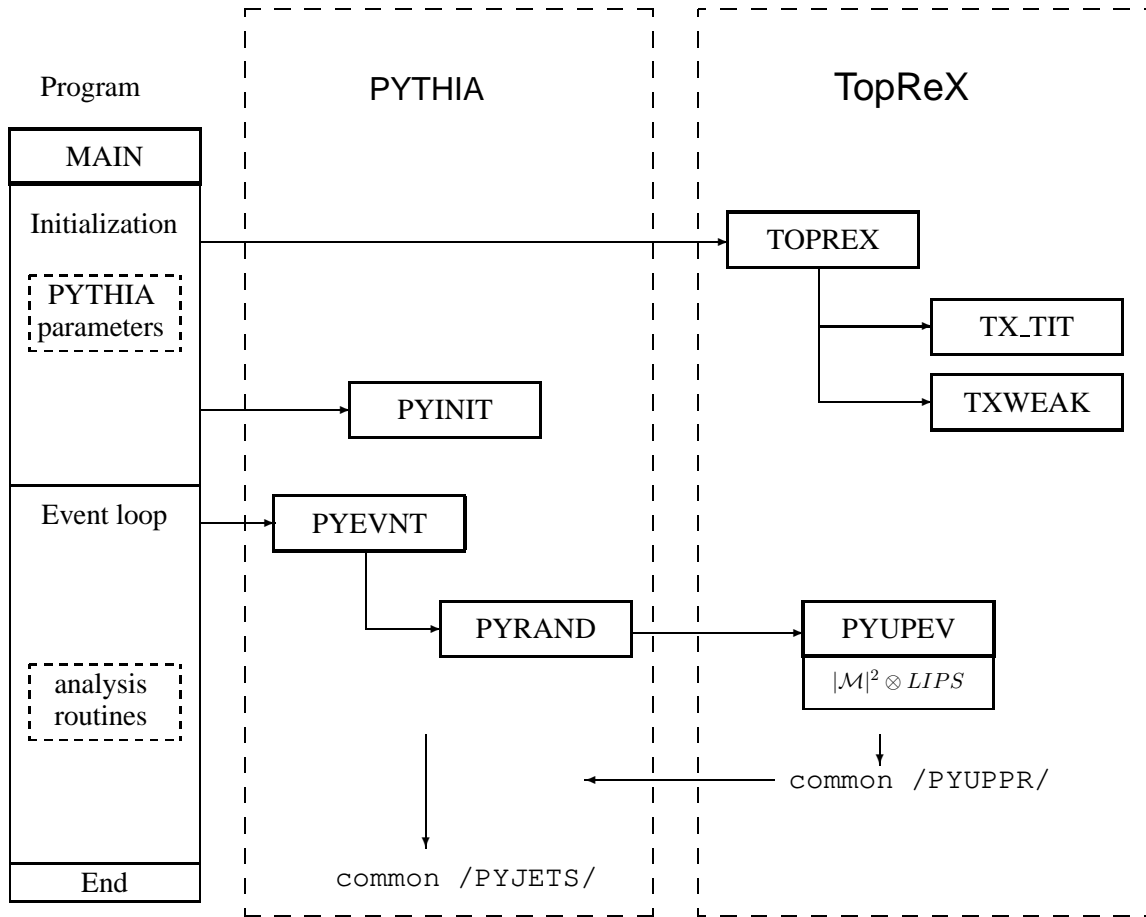 Program
PYTHIA
TopReX
MAIN
Initialization
TOPREX
PYTHIA
parameters
TX_TIT
PYINIT
TXWEAK
Event loop
PYEVNT
PYRAND
PYUPEV
|ℳ|² ⊗ LIPS
analysis
routines
common /PYUPPR/
common /PYJETS/
End